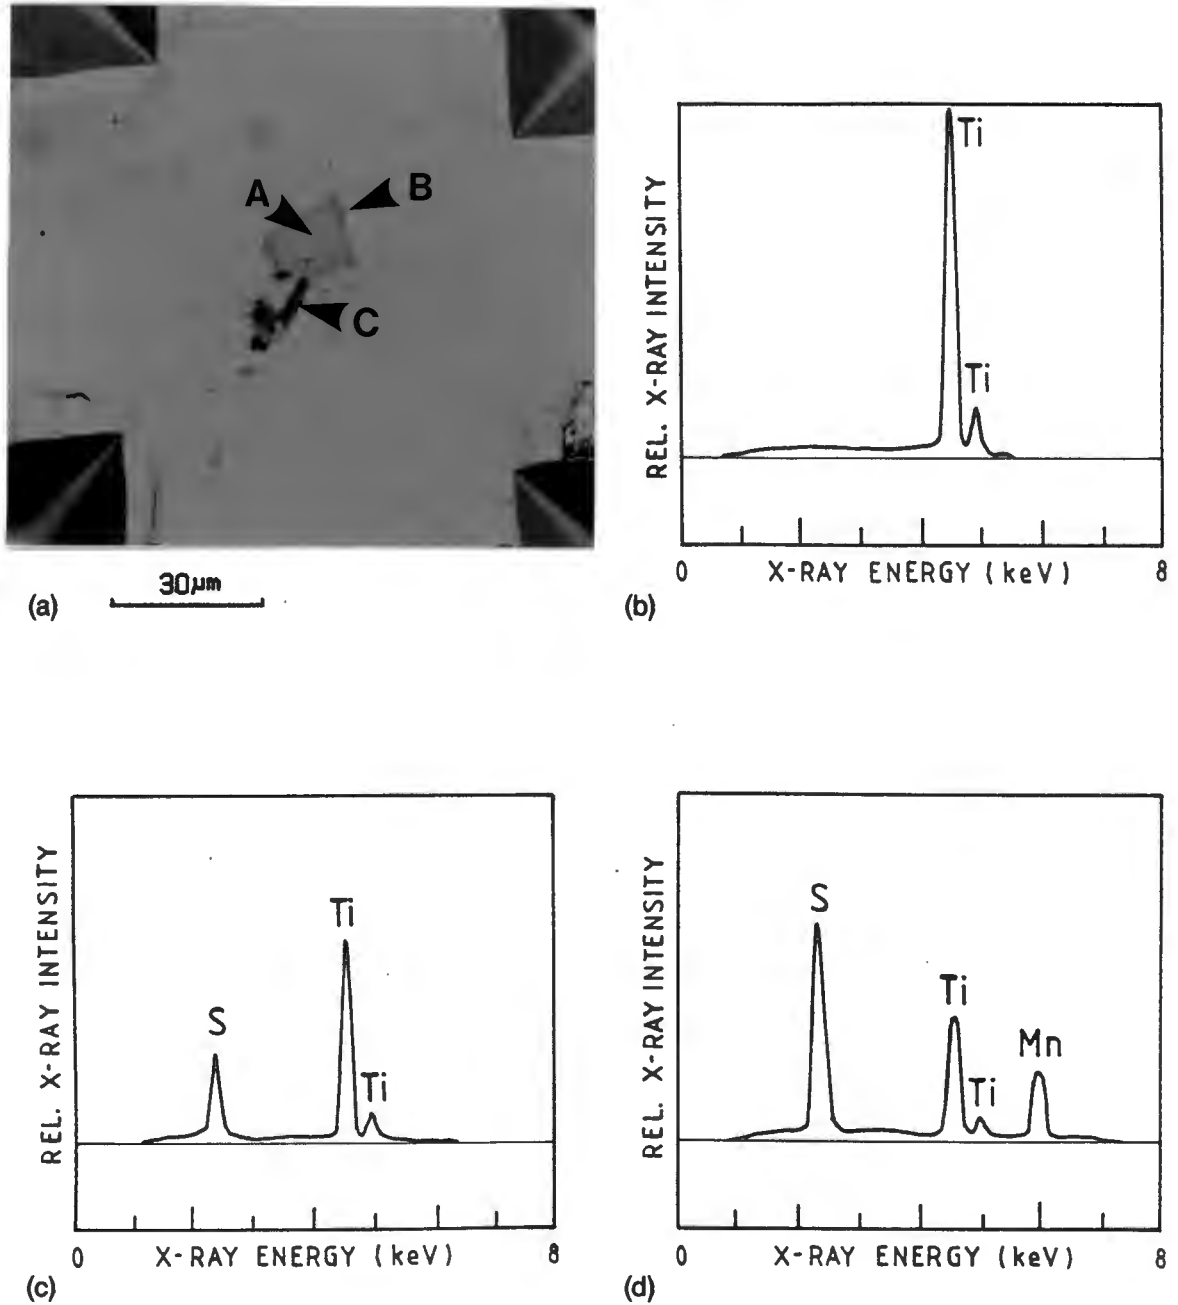 A
B
C
30µm
(a)
REL. X-RAY INTENSITY
Ti
Ti
0
X-RAY ENERGY (keV)
8
(b)
REL. X-RAY INTENSITY
S
Ti
Ti
0
X-RAY ENERGY (keV)
8
(c)
REL. X-RAY INTENSITY
S
Ti
Ti
Mn
0
X-RAY ENERGY (keV)
8
(d)